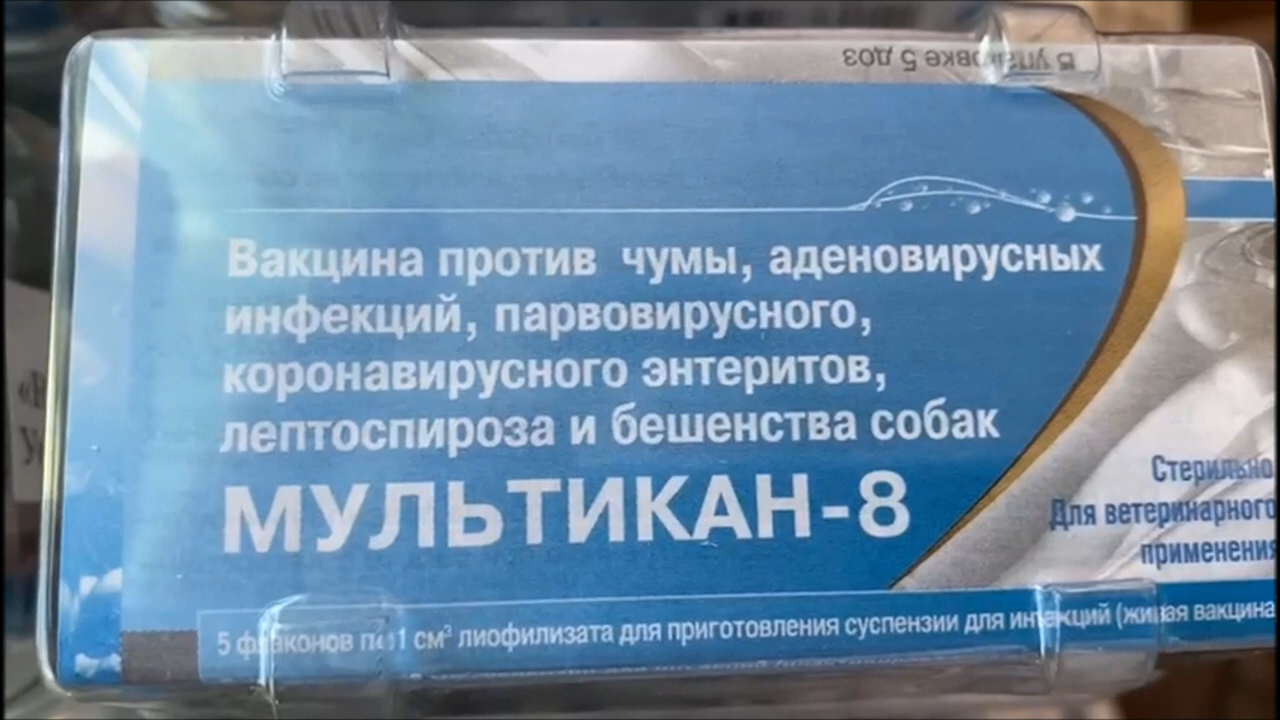 В упаковке 5 доз
Вакцина против чумы, аденовирусных
инфекций, парвовирусного,
коронавирусного энтеритов,
лептоспироза и бешенства собак
МУЛЬТИКАН-8
Стерильно
Для ветеринарного
применения
5 флаконов по 1 см³ лиофилизата для приготовления суспензии для инъекций (живая вакцина